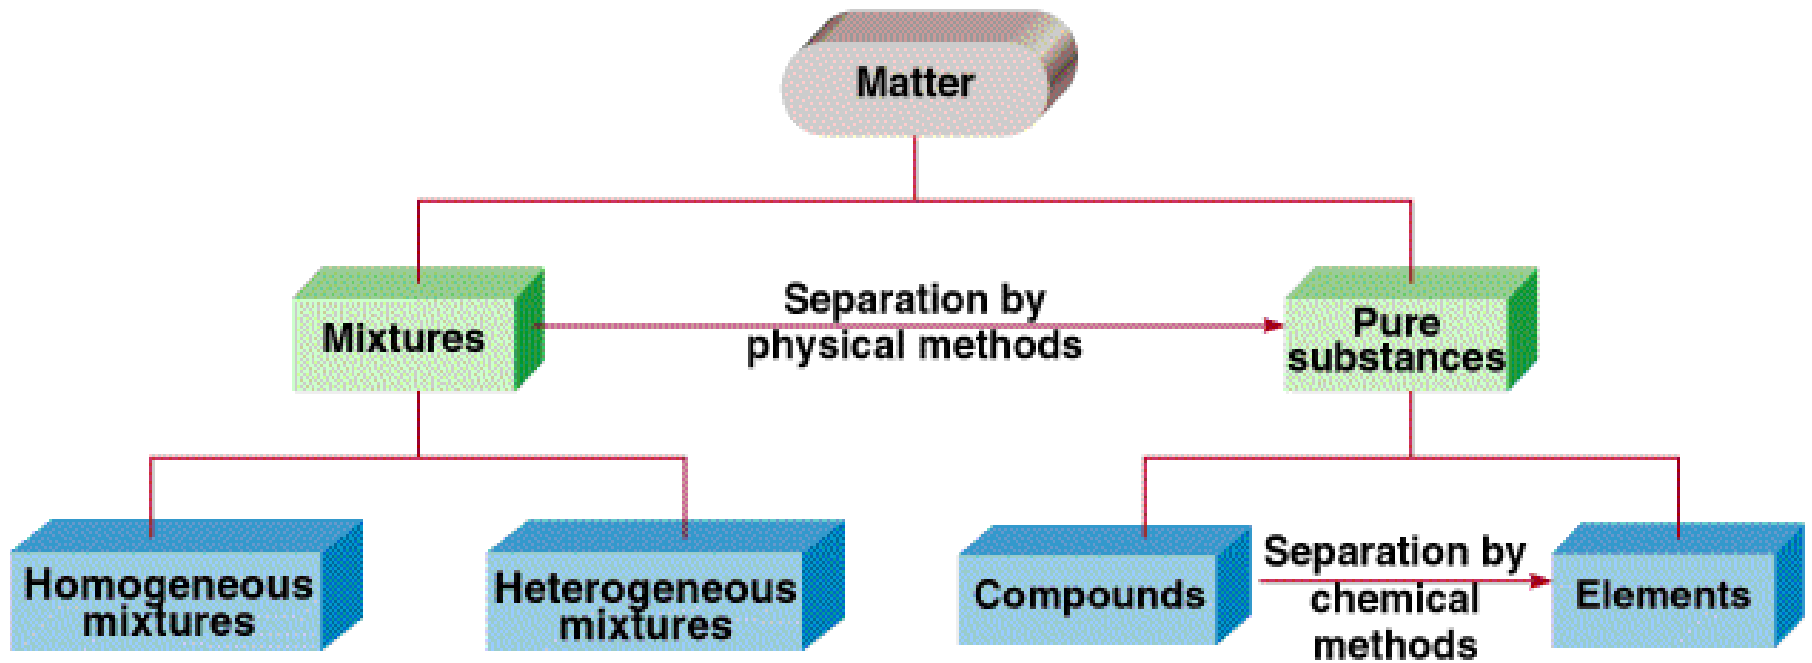 Matter
Separation by
physical methods
Mixtures
Pure
substances
Homogeneous
mixtures
Heterogeneous
mixtures
Compounds
Separation by
chemical
methods
Elements